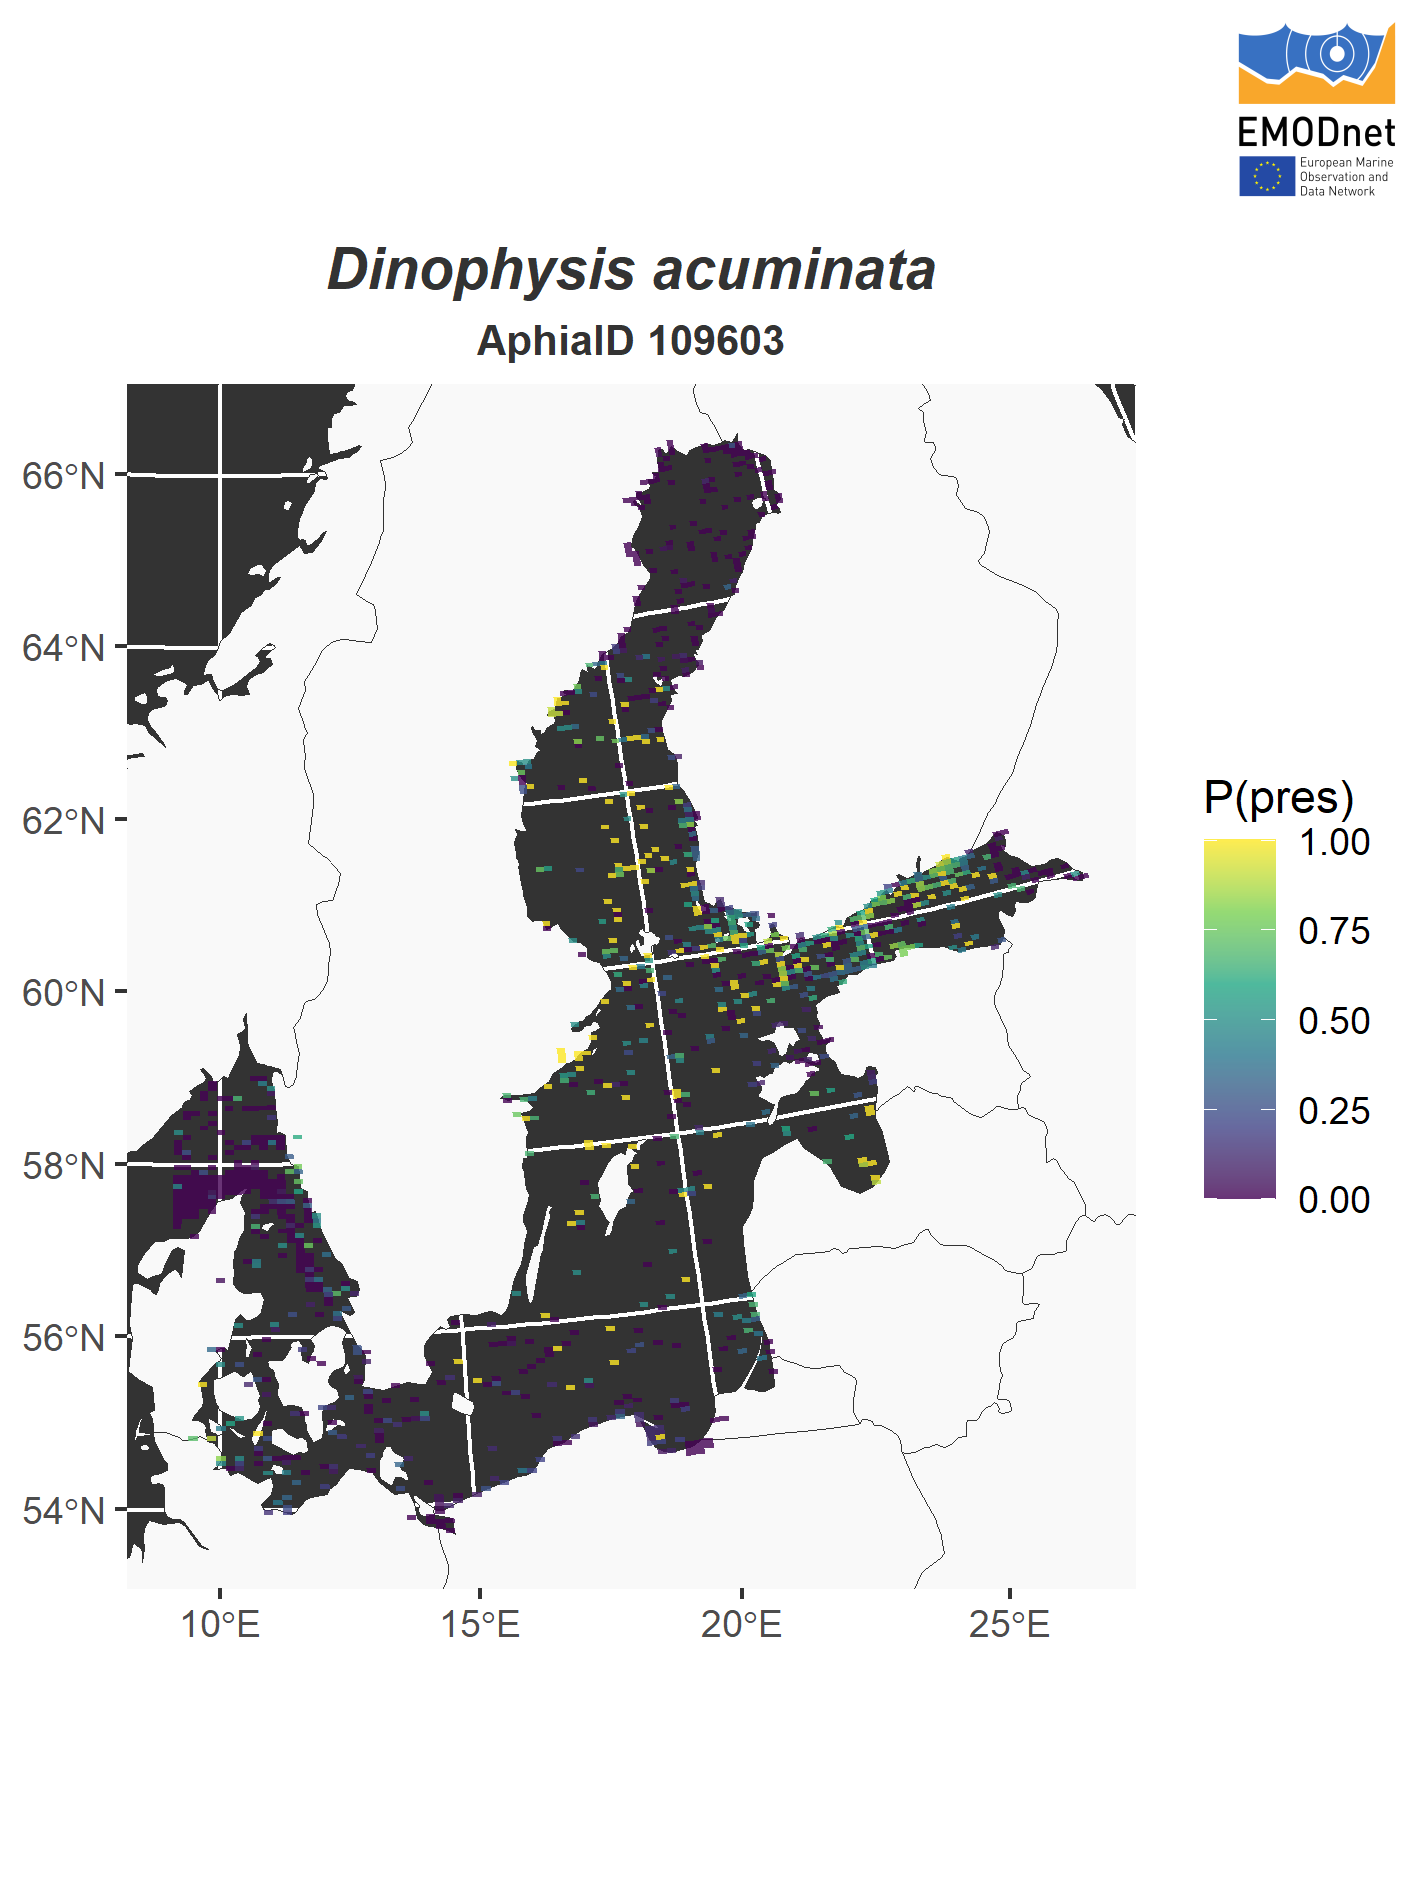 EMODnet
European Marine
Observation and
Data Network
Dinophysis acuminata
AphiaID 109603
66°N
64°N
62°N
60°N
58°N
56°N
54°N
10°E
15°E
20°E
25°E
P(pres)
1.00
0.75
0.50
0.25
0.00